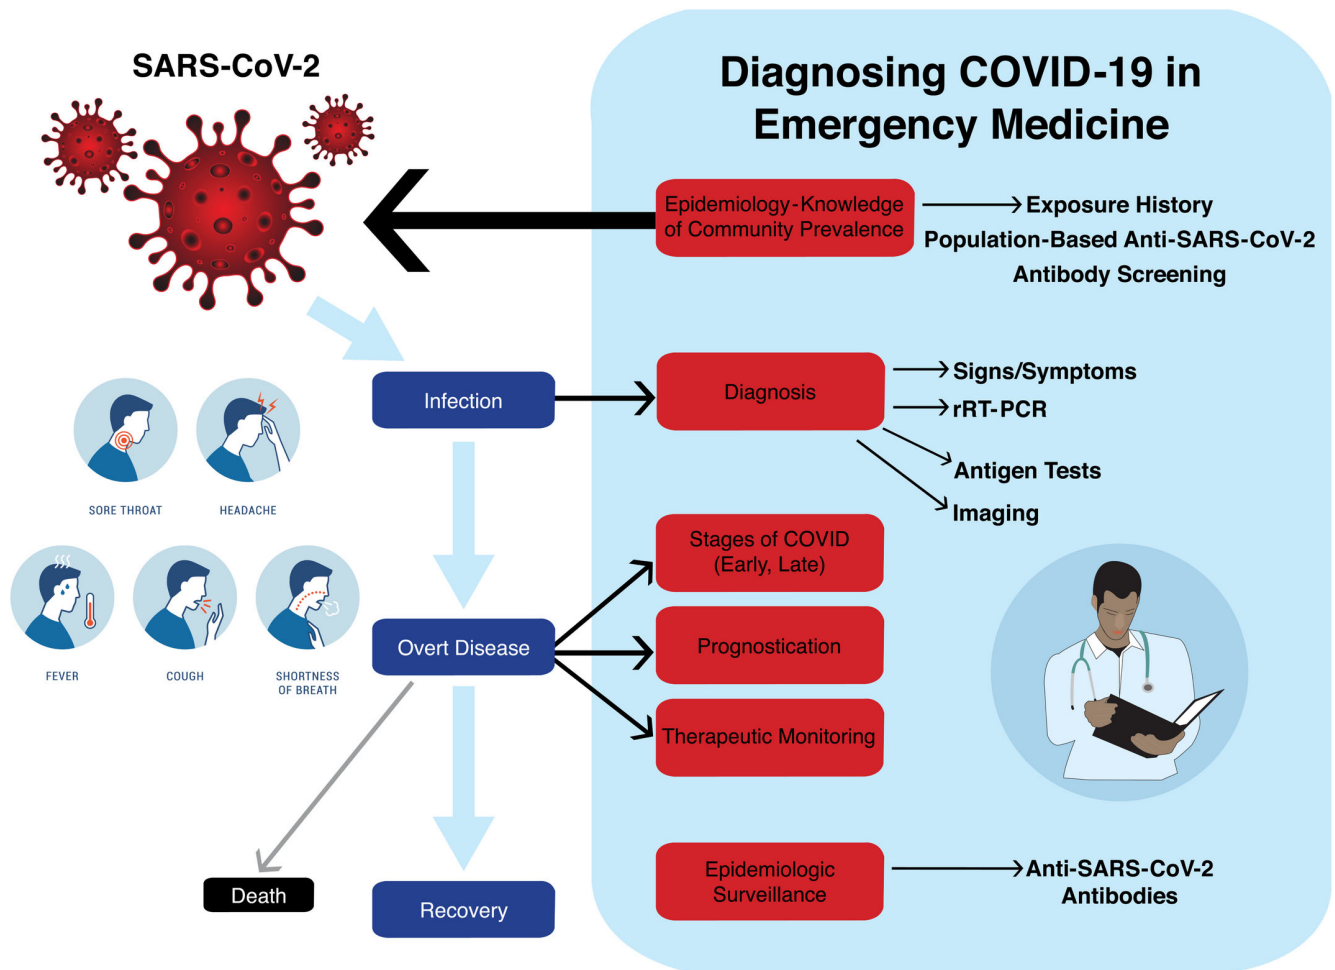 SARS-CoV-2
Diagnosing COVID-19 in
Emergency Medicine
Epidemiology-Knowledge
of Community Prevalence
Exposure History
Population-Based Anti-SARS-CoV-2
Antibody Screening
Infection
Diagnosis
Signs/Symptoms
rRT-PCR
Antigen Tests
Imaging
SORE THROAT
HEADACHE
FEVER
COUGH
SHORTNESS
OF BREATH
Overt Disease
Stages of COVID
(Early, Late)
Prognostication
Therapeutic Monitoring
Death
Recovery
Epidemiologic
Surveillance
Anti-SARS-CoV-2
Antibodies